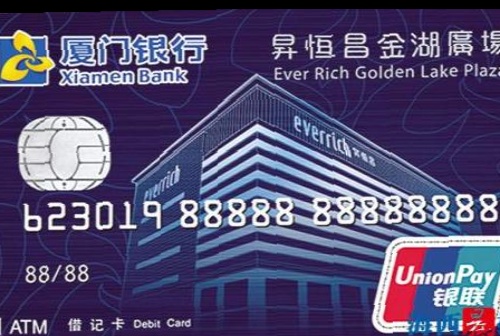 厦门银行
Xiamen Bank
昇恒昌金湖廣場
Ever Rich Golden Lake Plaza
everrich 昇恆昌
everrich
623019 88888 88888888
88/88
ATM 借记卡 Debit Card
UnionPay
银联